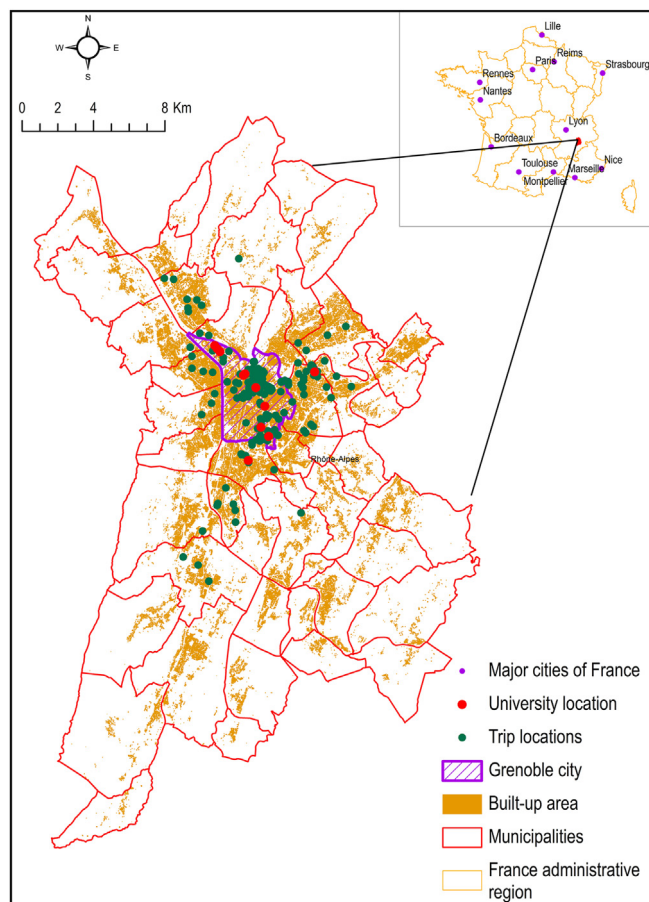 N
W
E
S
0
2
4
8 Km
Lille
Reims
Paris
Strasbourg
Rennes
Nantes
Lyon
Bordeaux
Toulouse
Nice
Marseille
Montpellier
Rhône-Alpes
Major cities of France
University location
Trip locations
Grenoble city
Built-up area
Municipalities
France administrative
region